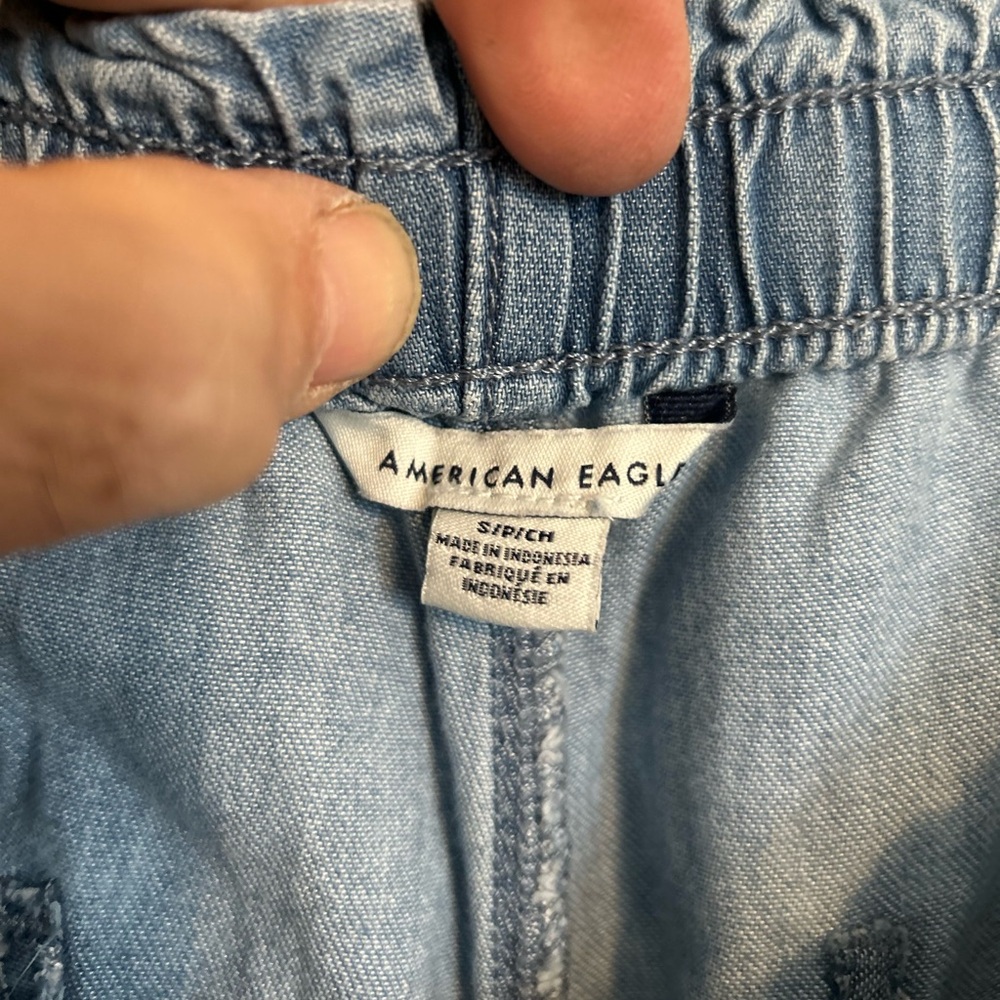 AMERICAN EAGL
S/P/CH
MADE IN INDONESIA
FABRIQUÉ EN
INDONÉSIE